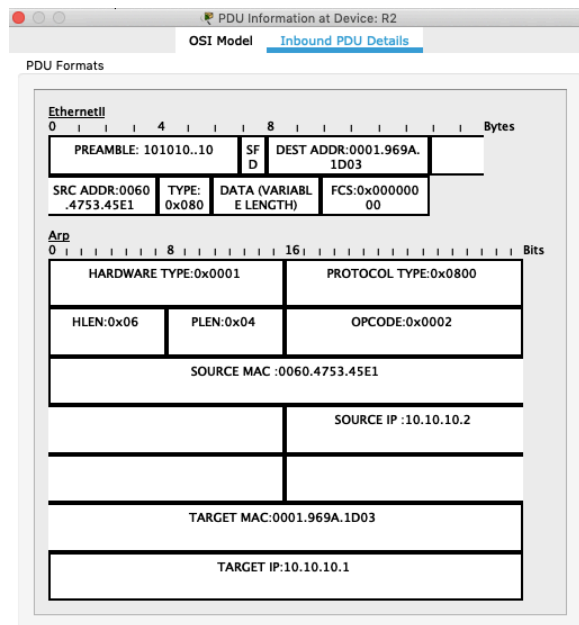 PDU Information at Device: R2
OSI Model Inbound PDU Details
PDU Formats
EthernetII
0 4 8 Bytes
PREAMBLE: 101010..10 SF DEST ADDR:0001.969A.
D 1D03
SRC ADDR:0060 TYPE: DATA (VARIABL FCS:0x000000
.4753.45E1 0x080 E LENGTH) 00
Arp
0 8 16 Bits
HARDWARE TYPE:0x0001 PROTOCOL TYPE:0x0800
HLEN:0x06 PLEN:0x04 OPCODE:0x0002
SOURCE MAC :0060.4753.45E1
SOURCE IP :10.10.10.2
TARGET MAC:0001.969A.1D03
TARGET IP:10.10.10.1